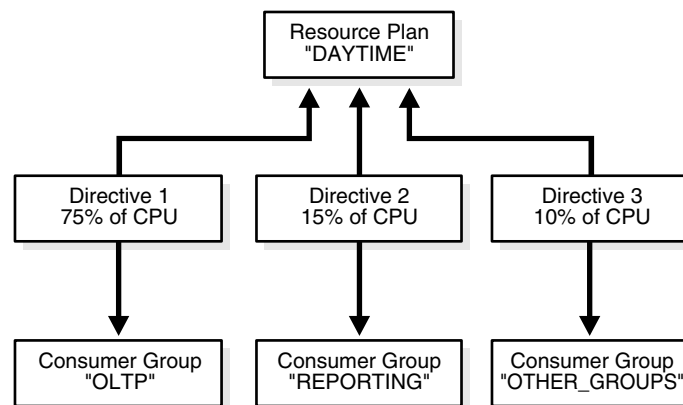 Resource Plan
"DAYTIME"
Directive 1
75% of CPU
Directive 2
15% of CPU
Directive 3
10% of CPU
Consumer Group
"OLTP"
Consumer Group
"REPORTING"
Consumer Group
"OTHER_GROUPS"